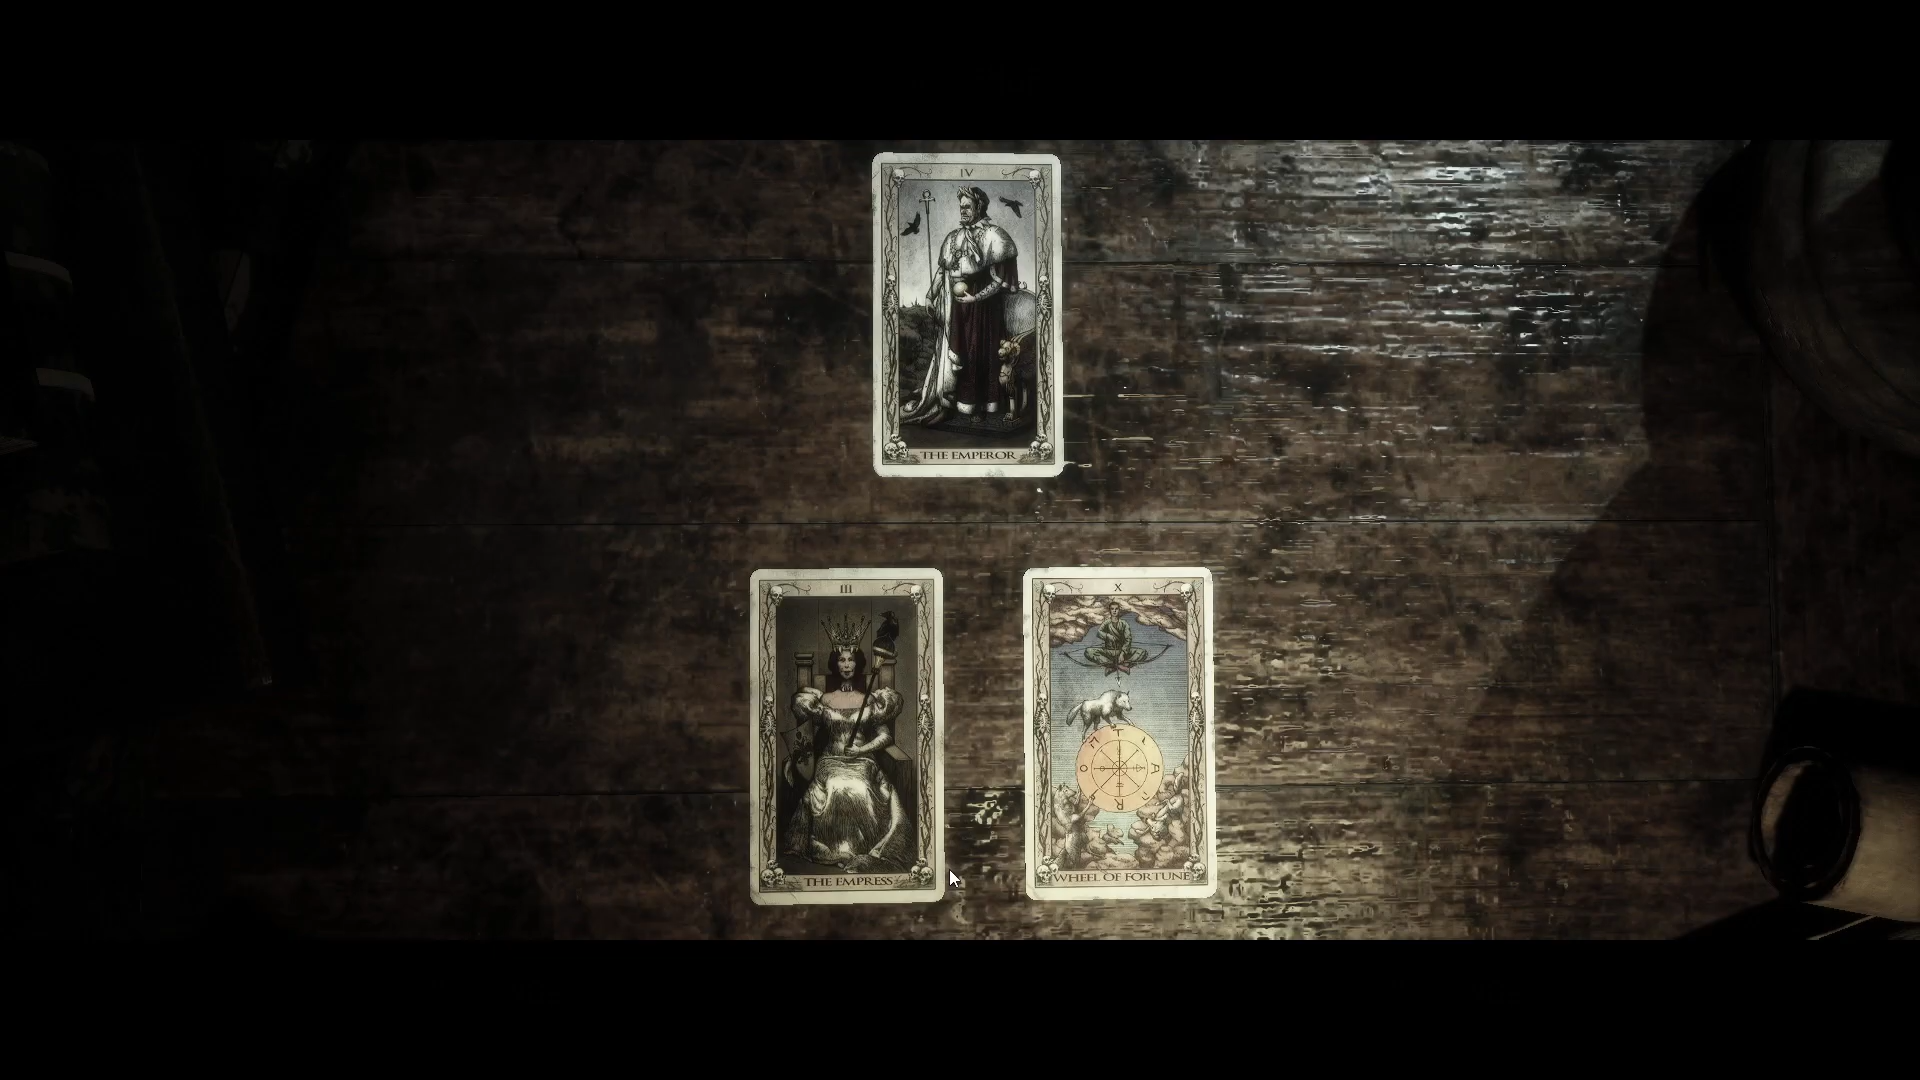 IV
THE EMPEROR
III
THE EMPRESS
X
WHEEL OF FORTUNE